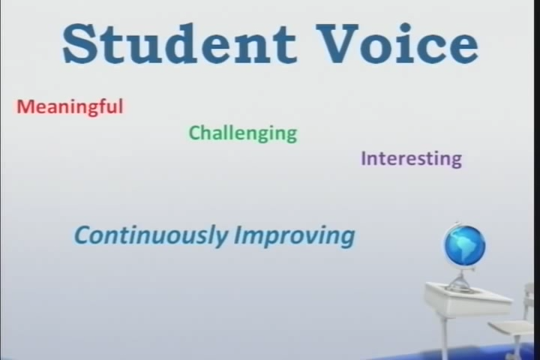 Student Voice
Meaningful
Challenging
Interesting
Continuously Improving